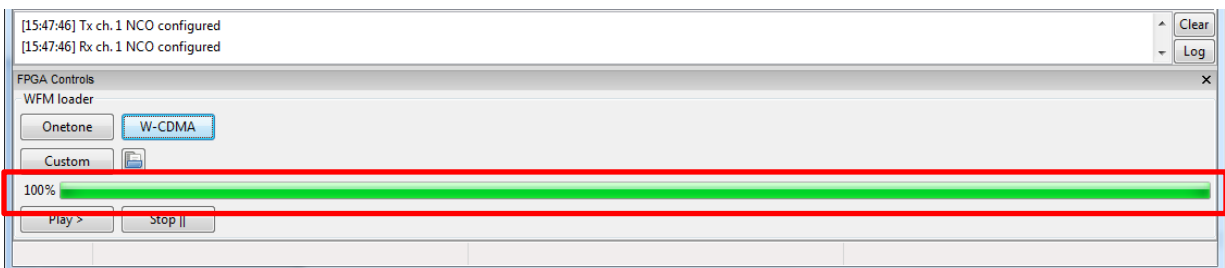 [15:47:46] Tx ch. 1 NCO configured
Clear
[15:47:46] Rx ch. 1 NCO configured
Log
FPGA Controls
WFM loader
Onetone W-CDMA
Custom
100%
Play > Stop ||